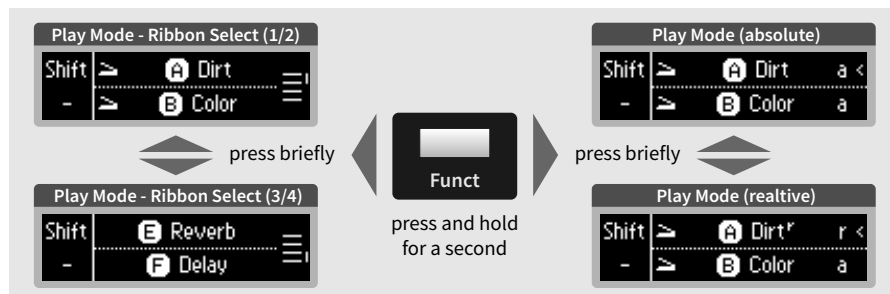 Play Mode - Ribbon Select (1/2)
Shift A Dirt
- B Color
press briefly
Play Mode - Ribbon Select (3/4)
Shift E Reverb
- F Delay
Funct
press and hold
for a second
Play Mode (absolute)
Shift A Dirt a <
- B Color a
press briefly
Play Mode (realtive)
Shift A Dirtʳ r <
- B Color a